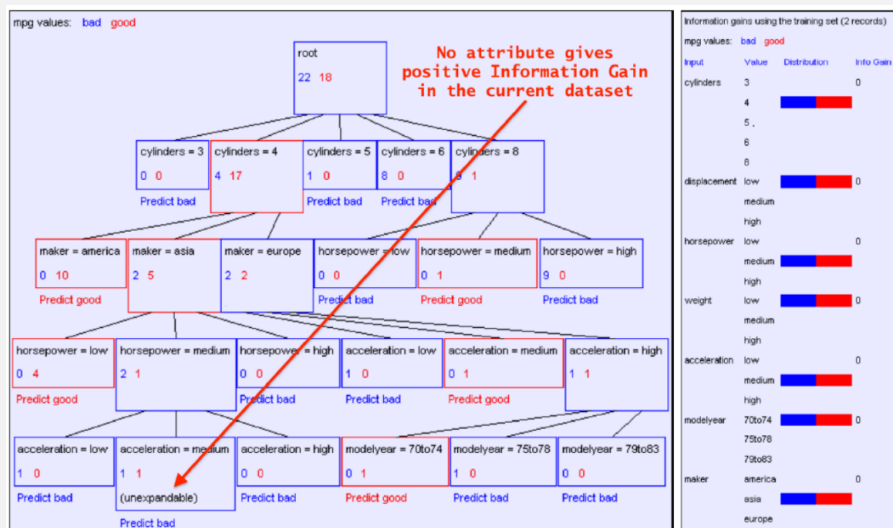 mpg values: bad good
No attribute gives
positive Information Gain
in the current dataset
root
22 18
cylinders = 3
0 0
Predict bad
cylinders = 4
4 17
cylinders = 5
1 0
Predict bad
cylinders = 6
8 0
Predict bad
cylinders = 8
9 1
maker = america
0 10
Predict good
maker = asia
2 5
maker = europe
2 2
horsepower = low
0 0
Predict bad
horsepower = medium
0 1
Predict good
horsepower = high
9 0
Predict bad
horsepower = low
0 4
Predict good
horsepower = medium
2 1
horsepower = high
0 0
Predict bad
acceleration = low
1 0
Predict bad
acceleration = medium
0 1
Predict good
acceleration = high
1 1
acceleration = low
1 0
Predict bad
acceleration = medium
1 1
(unexpandable)
Predict bad
acceleration = high
0 0
Predict bad
modelyear = 70to74
0 1
Predict good
modelyear = 75to78
1 0
Predict bad
modelyear = 79to83
0 0
Predict bad
Information gains using the training set (2 records)
mpg values: bad good
Input Value Distribution Info Gain
cylinders 3 0
4
5 .
6
8
displacement low 0
medium
high
horsepower low 0
medium
high
weight low 0
medium
high
acceleration low 0
medium
high
modelyear 70to74 0
75to78
79to83
maker america 0
asia
europe